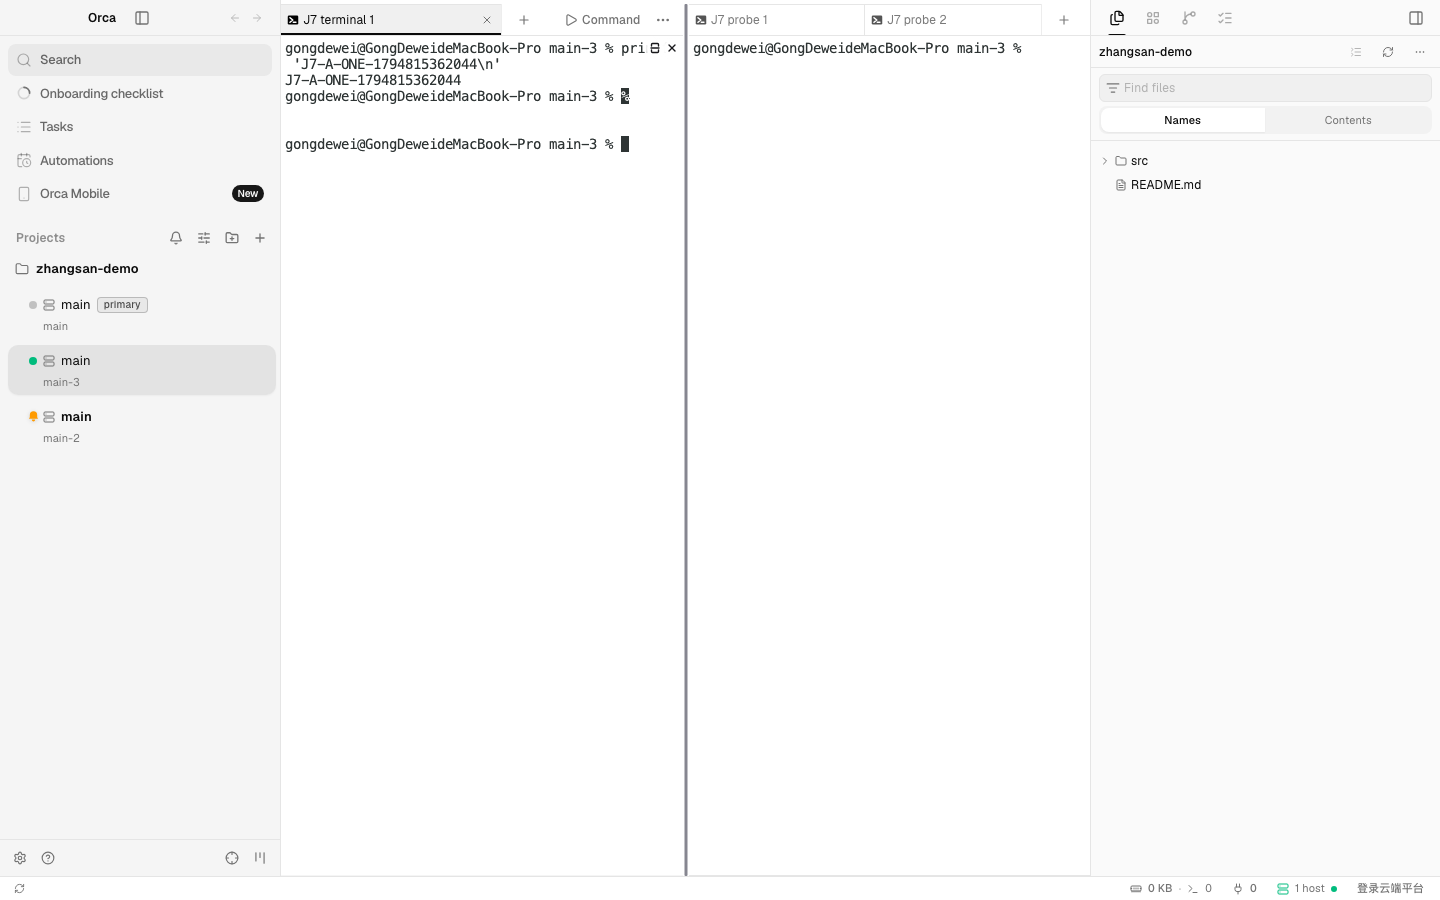 Orca
Search
Onboarding checklist
Tasks
Automations
Orca Mobile New
Projects
zhangsan-demo
main primary
main
main
main-3
main
main-2
J7 terminal 1
Command
gongdewei@GongDeweideMacBook-Pro main-3 % pri
'J7-A-ONE-1794815362044\n'
J7-A-ONE-1794815362044
gongdewei@GongDeweideMacBook-Pro main-3 % %
gongdewei@GongDeweideMacBook-Pro main-3 %
J7 probe 1
J7 probe 2
gongdewei@GongDeweideMacBook-Pro main-3 %
zhangsan-demo
Find files
Names Contents
src
README.md
0 KB · 0 0 1 host 登录云端平台